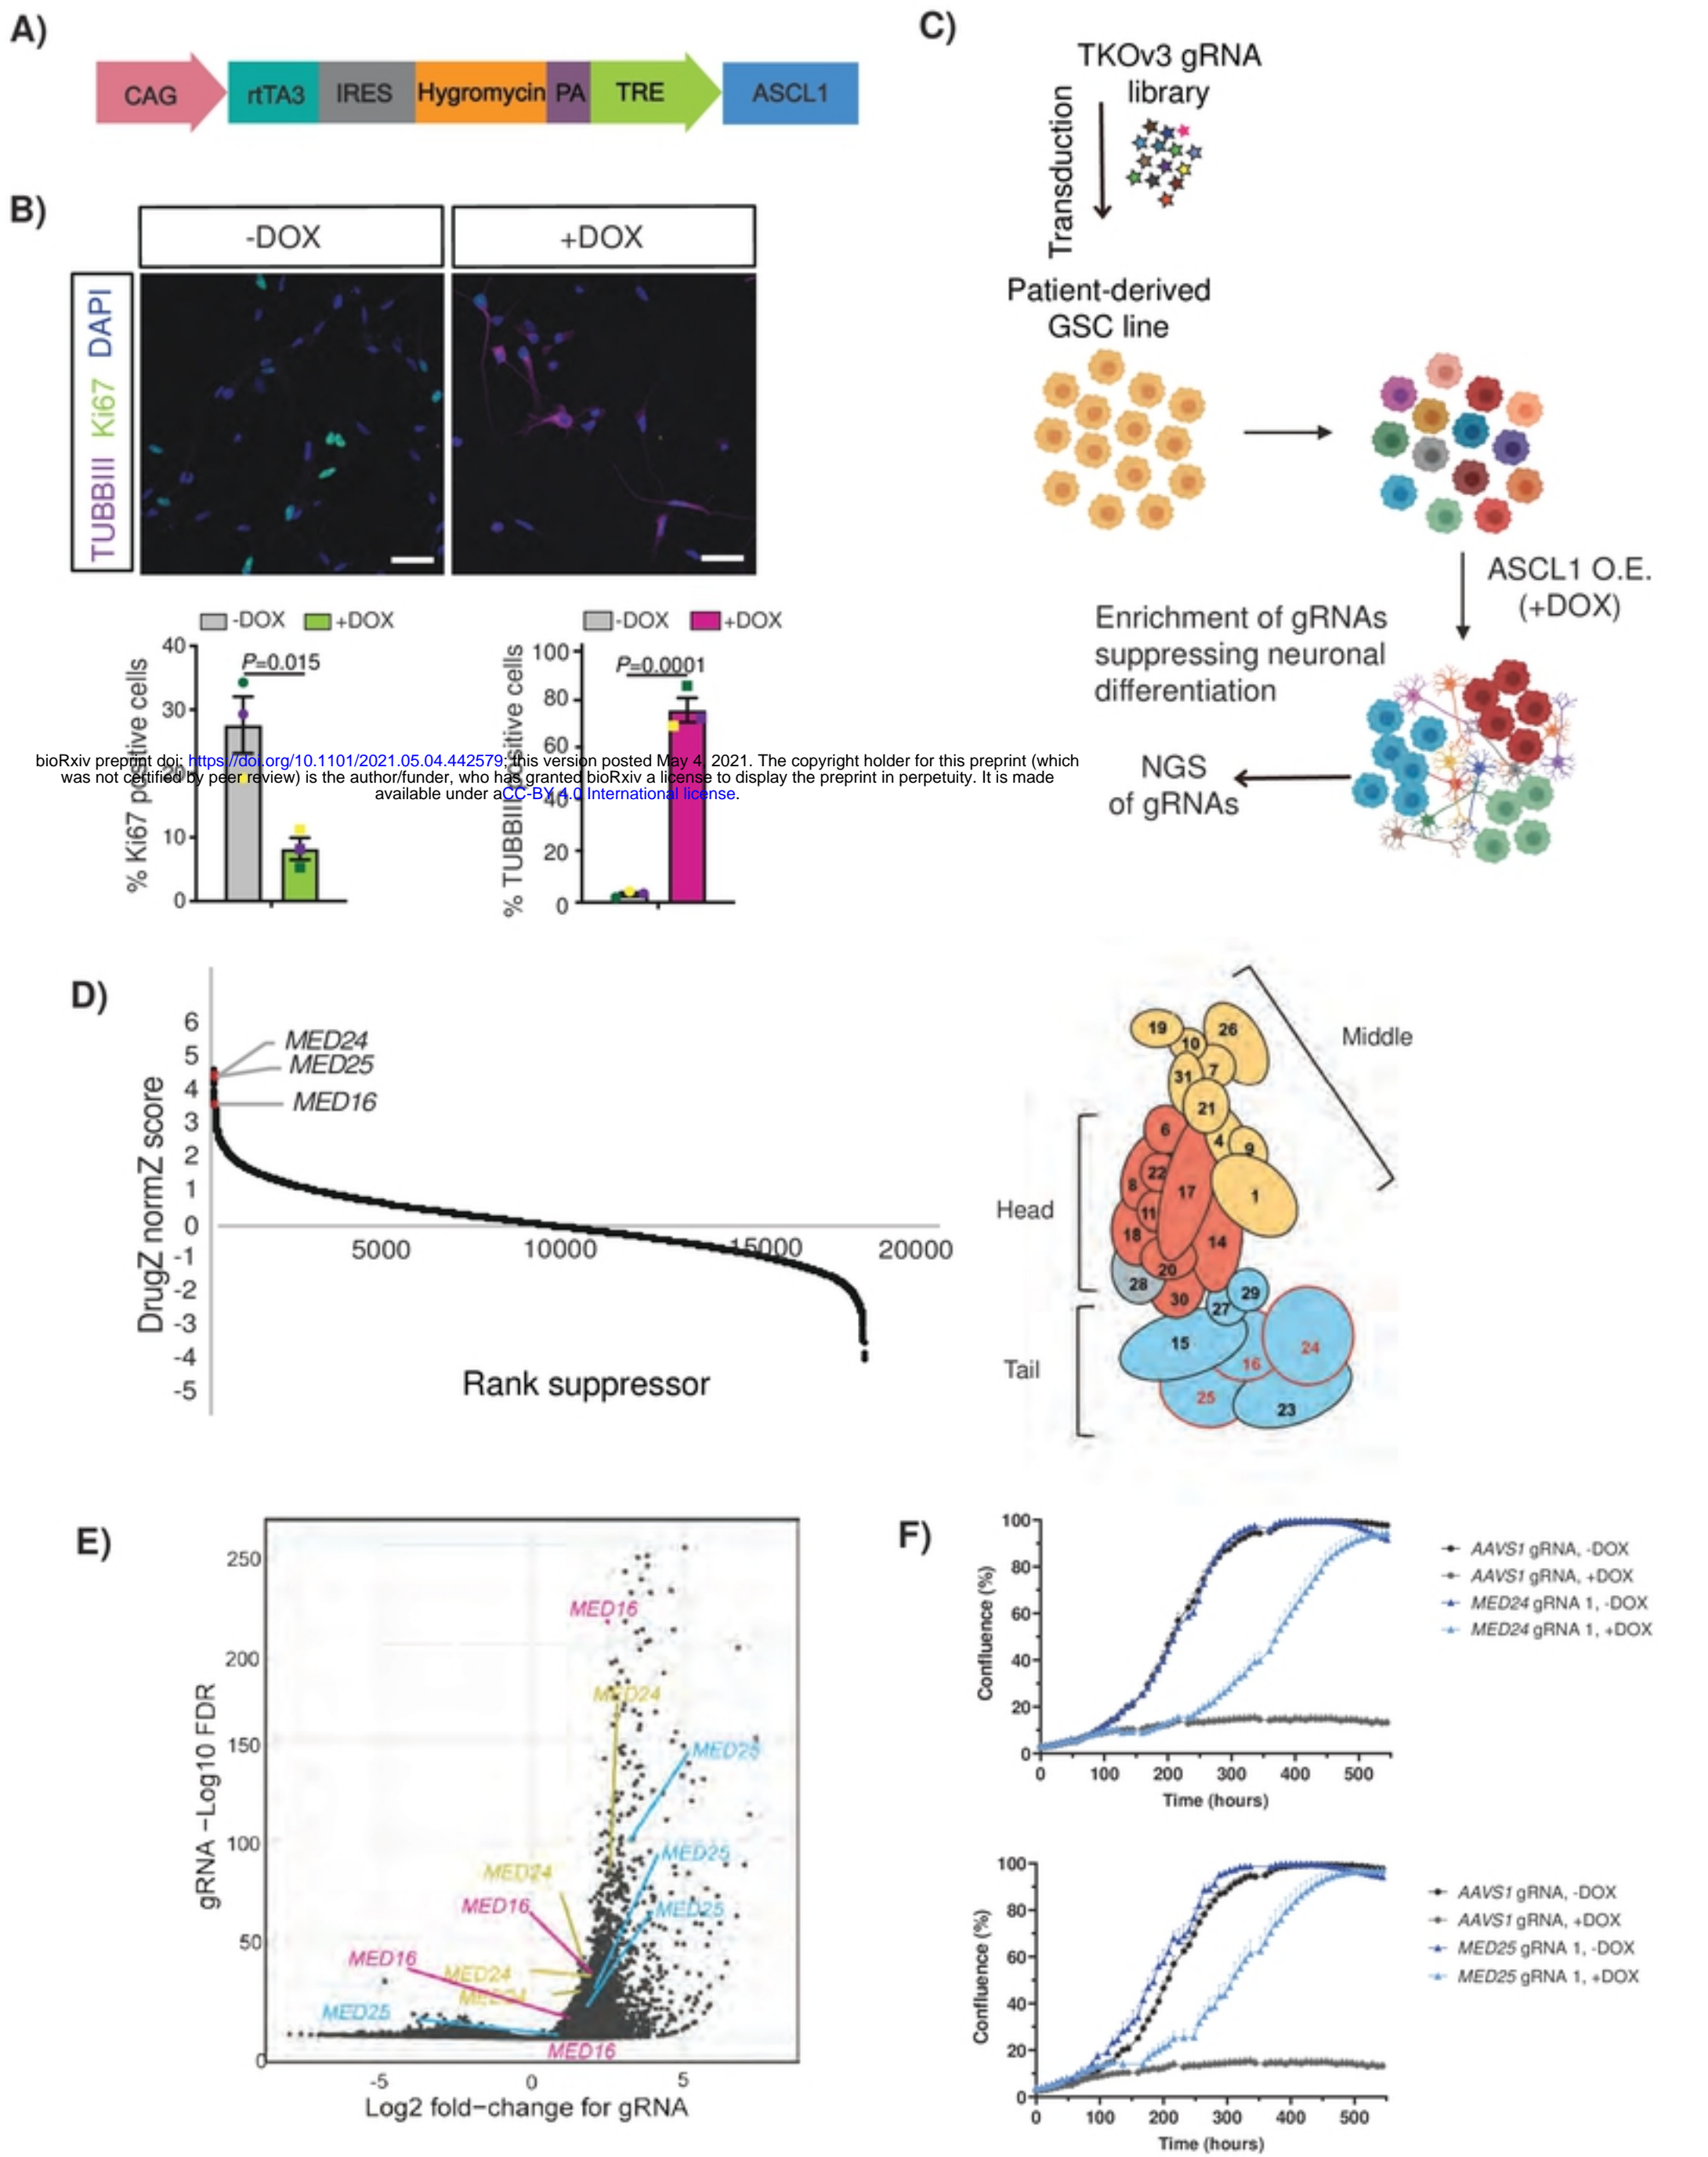 A)
CAG rtTA3 IRES Hygromycin PA TRE ASCL1
B)
-DOX +DOX
TUBBIII Ki67 DAPI
-DOX +DOX
% Ki67 positive cells
P=0.015
40
30
20
10
0
-DOX +DOX
% TUBBIII positive cells
P=0.0001
100
80
60
40
20
0
bioRxiv preprint doi: https://doi.org/10.1101/2021.05.04.442579; this version posted May 4, 2021. The copyright holder for this preprint (which
was not certified by peer review) is the author/funder, who has granted bioRxiv a license to display the preprint in perpetuity. It is made
available under aCC-BY 4.0 International license.
C)
TKOv3 gRNA
library
Transduction
Patient-derived
GSC line
ASCL1 O.E.
(+DOX)
Enrichment of gRNAs
suppressing neuronal
differentiation
NGS
of gRNAs
D)
DrugZ normZ score
6
5
4
3
2
1
0
-1
-2
-3
-4
-5
MED24
MED25
MED16
5000 10000 15000 20000
Rank suppressor
Middle
Head
Tail
19
26
10
31
7
21
6
4
9
22
8
17
1
11
18
14
20
28
30
27
29
15
16
24
25
23
E)
gRNA −Log10 FDR
250
200
150
100
50
0
MED16
MED24
MED25
MED25
MED24
MED16
MED25
MED16
MED24
MED24
MED25
MED16
-5 0 5
Log2 fold−change for gRNA
F)
Confluence (%)
100
80
60
40
20
0
0 100 200 300 400 500
Time (hours)
AAVS1 gRNA, -DOX
AAVS1 gRNA, +DOX
MED24 gRNA 1, -DOX
MED24 gRNA 1, +DOX
Confluence (%)
100
80
60
40
20
0
0 100 200 300 400 500
Time (hours)
AAVS1 gRNA, -DOX
AAVS1 gRNA, +DOX
MED25 gRNA 1, -DOX
MED25 gRNA 1, +DOX